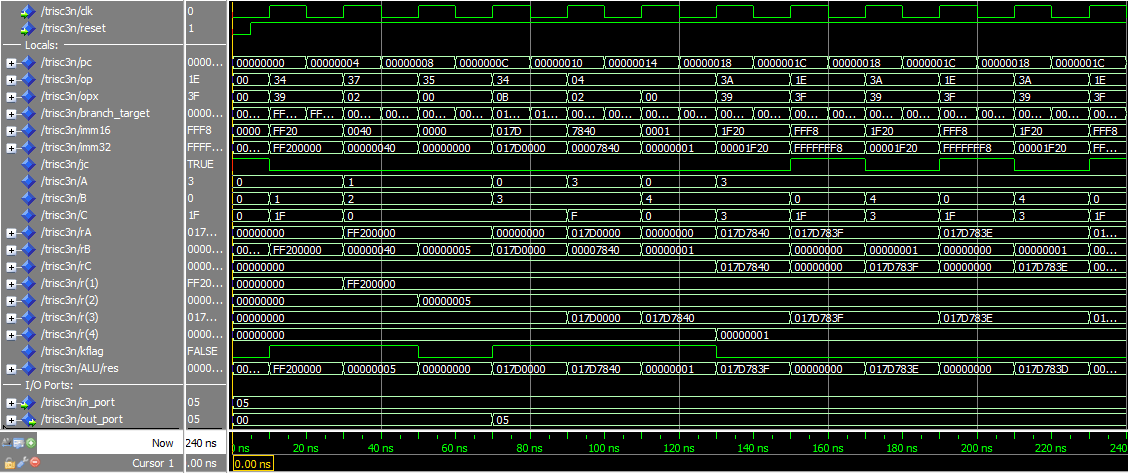 /trisc3n/clk 0
/trisc3n/reset 1
Locals:
/trisc3n/pc 0000... 00000000 00000004 00000008 0000000C 00000010 00000014 00000018 0000001C 00000018 0000001C 00000018 0000001C
/trisc3n/op 1E 00 34 37 35 34 04 3A 1E 3A 1E 3A 1E
/trisc3n/opx 3F 00 39 02 00 0B 02 00 39 3F 39 3F 39 3F
/trisc3n/branch_target 0000... 00... FF... FF... 00... 00... 00... 00... 01... 01... 00... 00... 00... 00... 00... 00... 00... 00... 00... 00... 00... 00... 00... 00... 00...
/trisc3n/imm16 FFF8 0000 FF20 0040 0000 017D 7840 0001 1F20 FFF8 1F20 FFF8 1F20 FFF8
/trisc3n/imm32 FFFF... 00... FF200000 00000040 00000000 017D0000 00007840 00000001 00001F20 FFFFFFF8 00001F20 FFFFFFF8 00001F20 FF...
/trisc3n/jc TRUE
/trisc3n/A 3 0 1 0 3 0 3
/trisc3n/B 0 0 1 2 3 4 0 4 0 4 0
/trisc3n/C 1F 0 1F 0 F 0 3 1F 3 1F 3 1F
/trisc3n/rA 017... 00000000 FF200000 00000000 017D0000 00000000 017D7840 017D783F 017D783E 01...
/trisc3n/rB 0000... 00... FF200000 00000040 00000005 017D0000 00007840 00000001 00000000 00000001 00000000 00000001 00...
/trisc3n/rC 0000... 00000000 017D7840 00000000 017D783F 00000000 017D783E 00...
/trisc3n/r(1) FF20... 00000000 FF200000
/trisc3n/r(2) 0000... 00000000 00000005
/trisc3n/r(3) 017... 00000000 017D0000 017D7840 017D783F 017D783E 01...
/trisc3n/r(4) 0000... 00000000 00000001
/trisc3n/kflag FALSE
/trisc3n/ALU/res 0000... 00... FF200000 00000005 00000000 017D0000 017D7840 00000001 017D783F 00000000 017D783E 00000000 017D783D 00...
I/O Ports:
/trisc3n/in_port 05 05
/trisc3n/out_port 05 00 05
Now 240 ns ns 20 ns 40 ns 60 ns 80 ns 100 ns 120 ns 140 ns 160 ns 180 ns 200 ns 220 ns 240
Cursor 1 .00 ns 0.00 ns